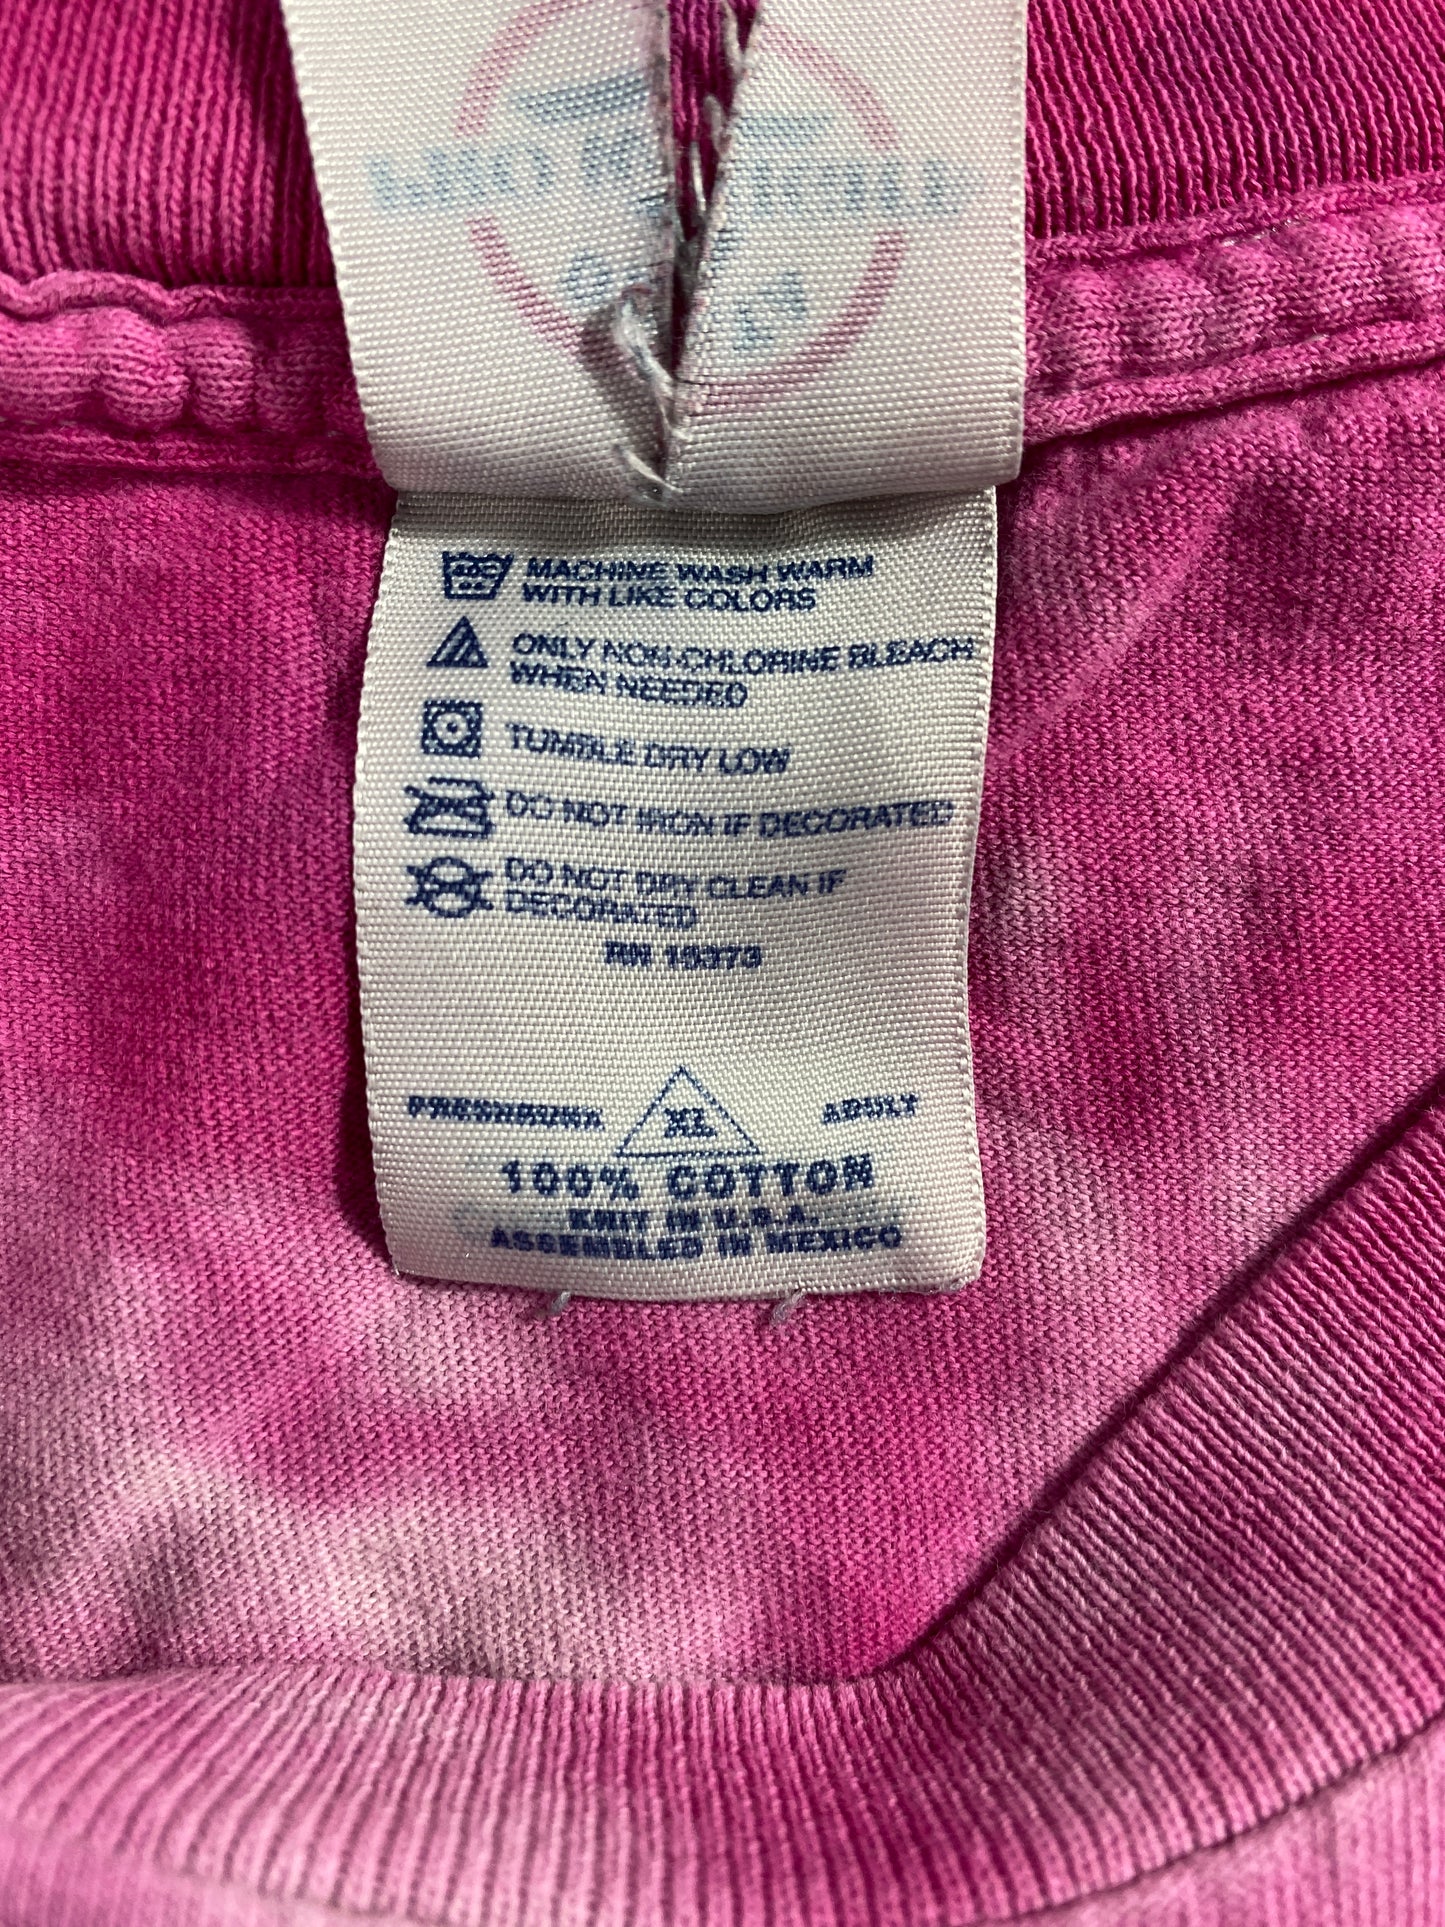 MACHINE WASH WARM
WITH LIKE COLORS
ONLY NON-CHLORINE BLEACH
WHEN NEEDED
TUMBLE DRY LOW
DO NOT IRON IF DECORATED
DO NOT DRY CLEAN IF
DECORATED
RN 15373
PRESHRUNK XL ADULT
100% COTTON
KNIT IN U.S.A.
ASSEMBLED IN MEXICO